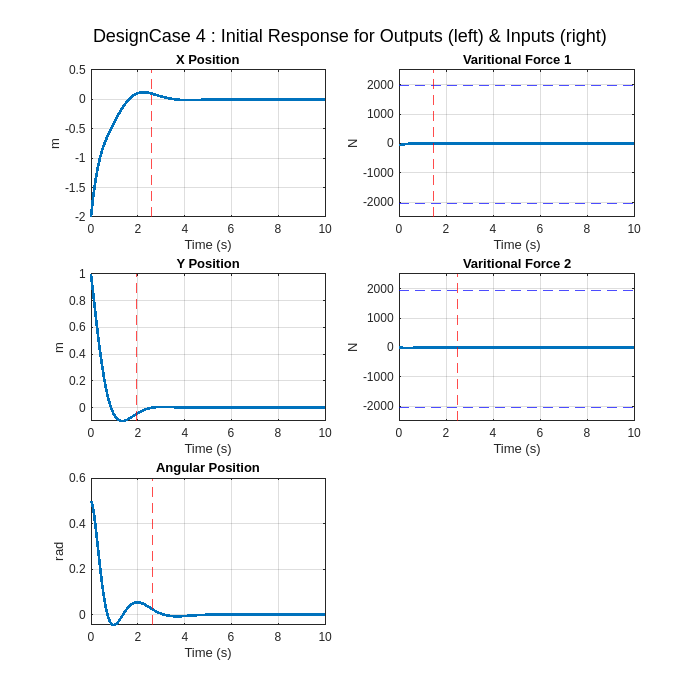 DesignCase 4 : Initial Response for Outputs (left) & Inputs (right)
X Position
0.5
0
-0.5
-1
-1.5
-2
m
0 2 4 6 8 10
Time (s)
Varitional Force 1
2000
1000
0
-1000
-2000
N
0 2 4 6 8 10
Time (s)
Y Position
1
0.8
0.6
0.4
0.2
0
m
0 2 4 6 8 10
Time (s)
Varitional Force 2
2000
1000
0
-1000
-2000
N
0 2 4 6 8 10
Time (s)
Angular Position
0.6
0.4
0.2
0
rad
0 2 4 6 8 10
Time (s)